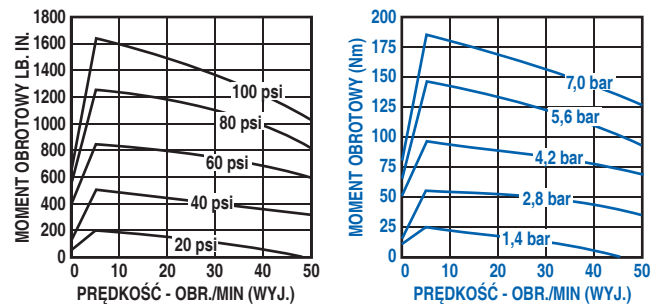 MOMENT OBROTOWY LB. IN.
1800
1600
1400
1200
1000
800
600
400
200
0
100 psi
80 psi
60 psi
40 psi
20 psi
0 10 20 30 40 50
PRĘDKOŚĆ - OBR./MIN (WYJ.)
MOMENT OBROTOWY (Nm)
200
175
150
125
100
75
50
25
0
7,0 bar
5,6 bar
4,2 bar
2,8 bar
1,4 bar
0 10 20 30 40 50
PRĘDKOŚĆ - OBR./MIN (WYJ.)